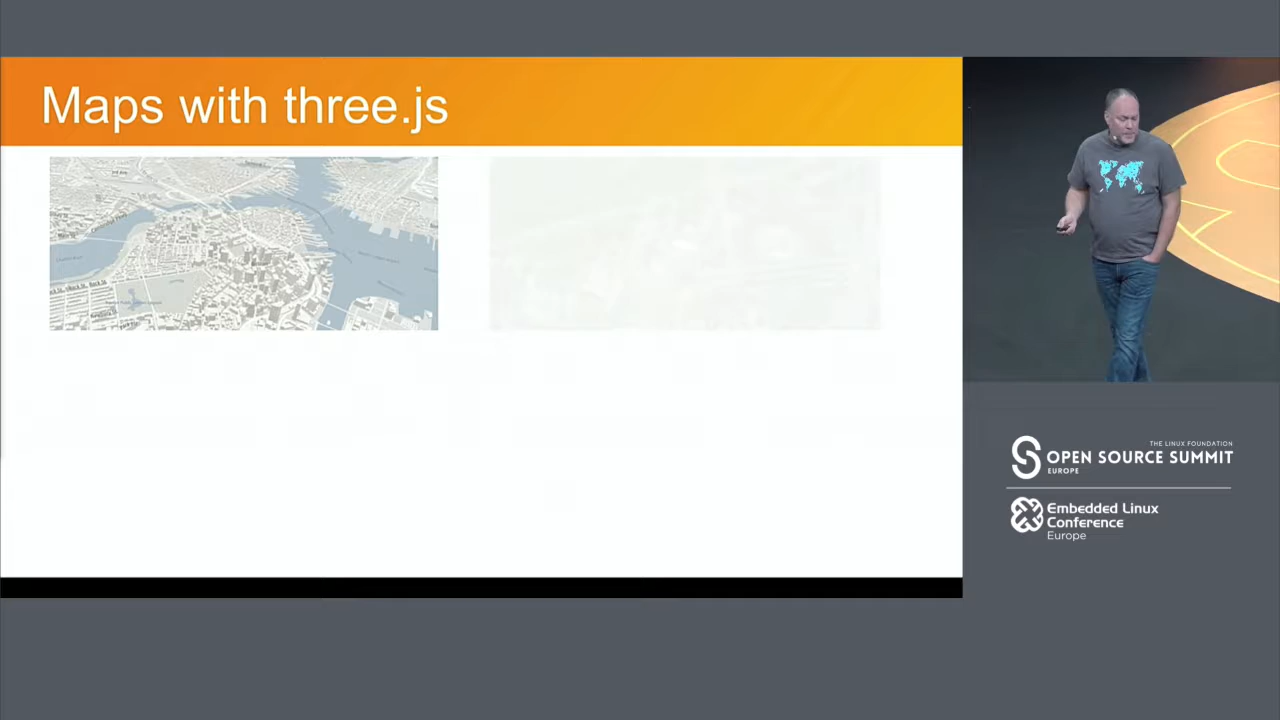 Maps with three.js
THE LINUX FOUNDATION
OPEN SOURCE SUMMIT
EUROPE
Embedded Linux
Conference
Europe